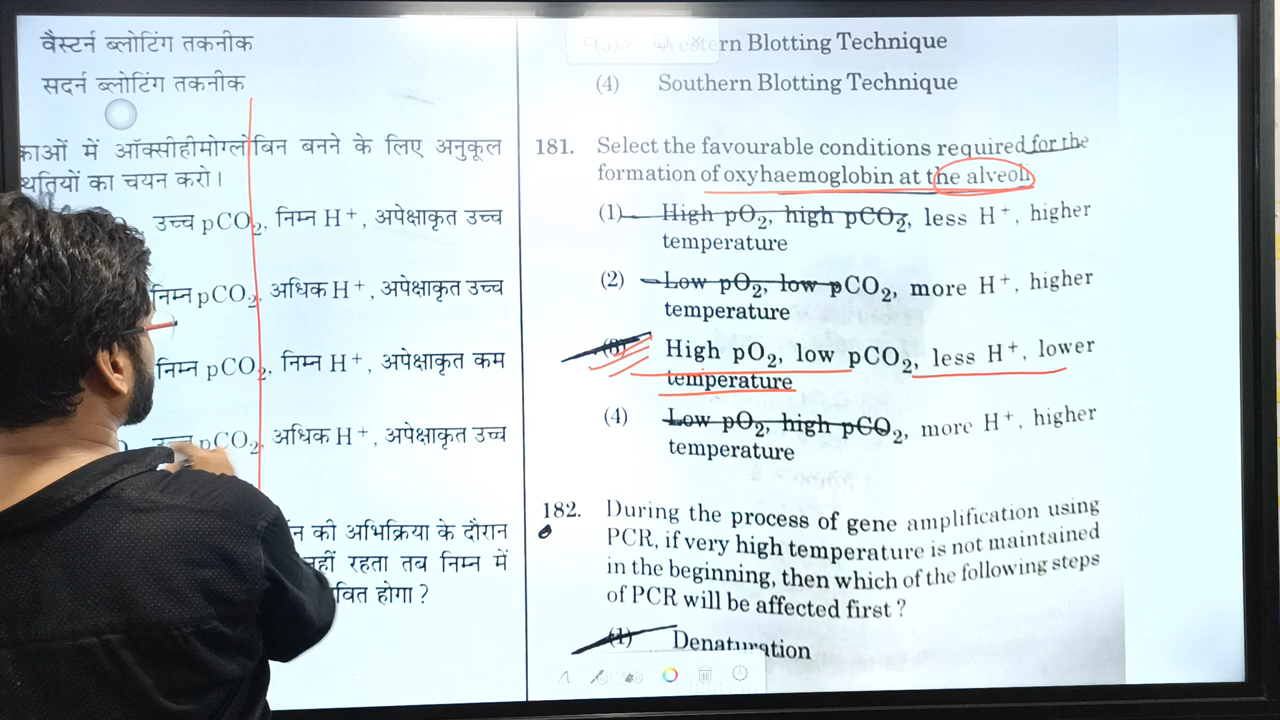 वैस्टर्न ब्लोटिंग तकनीक
सदर्न ब्लोटिंग तकनीक
में ऑक्सीहीमोग्लोबिन बनने के लिए अनुकूल
का चयन करो।
उच्च pCO₂, निम्न H⁺, अपेक्षाकृत उच्च
निम्न pCO₂, अधिक H⁺, अपेक्षाकृत उच्च
निम्न pCO₂, निम्न H⁺, अपेक्षाकृत कम
उच्च pCO₂, अधिक H⁺, अपेक्षाकृत उच्च
की अभिक्रिया के दौरान
नहीं रहता तब निम्न में
होगा ?
Western Blotting Technique
(4) Southern Blotting Technique
181. Select the favourable conditions required for the
formation of oxyhaemoglobin at the alveoli
(1) High pO₂, high pCO₂, less H⁺, higher
temperature
(2) Low pO₂, low pCO₂, more H⁺, higher
temperature
(3) High pO₂, low pCO₂, less H⁺, lower
temperature
(4) Low pO₂, high pCO₂, more H⁺, higher
temperature
182. During the process of gene amplification using
PCR, if very high temperature is not maintained
in the beginning, then which of the following steps
of PCR will be affected first ?
(1) Denaturation